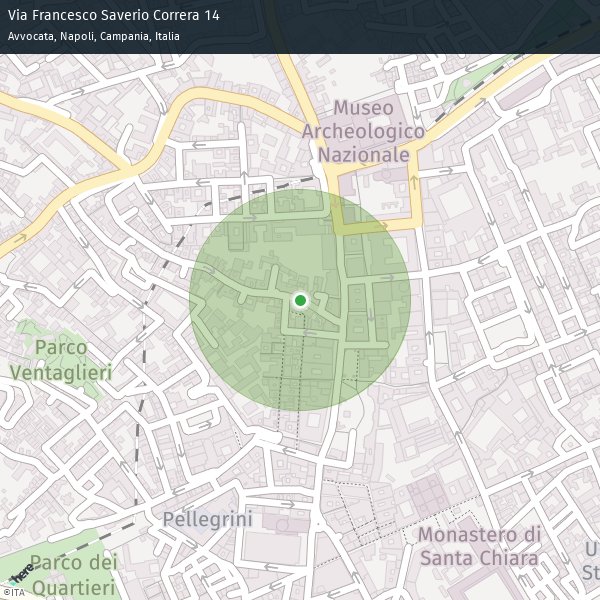 Via Francesco Saverio Correra 14
Avvocata, Napoli, Campania, Italia
Museo
Archeologico
Nazionale
Parco
Ventaglieri
Pellegrini
Monastero di
Santa Chiara
U
St
Parco dei
Quartieri
here
©ITA